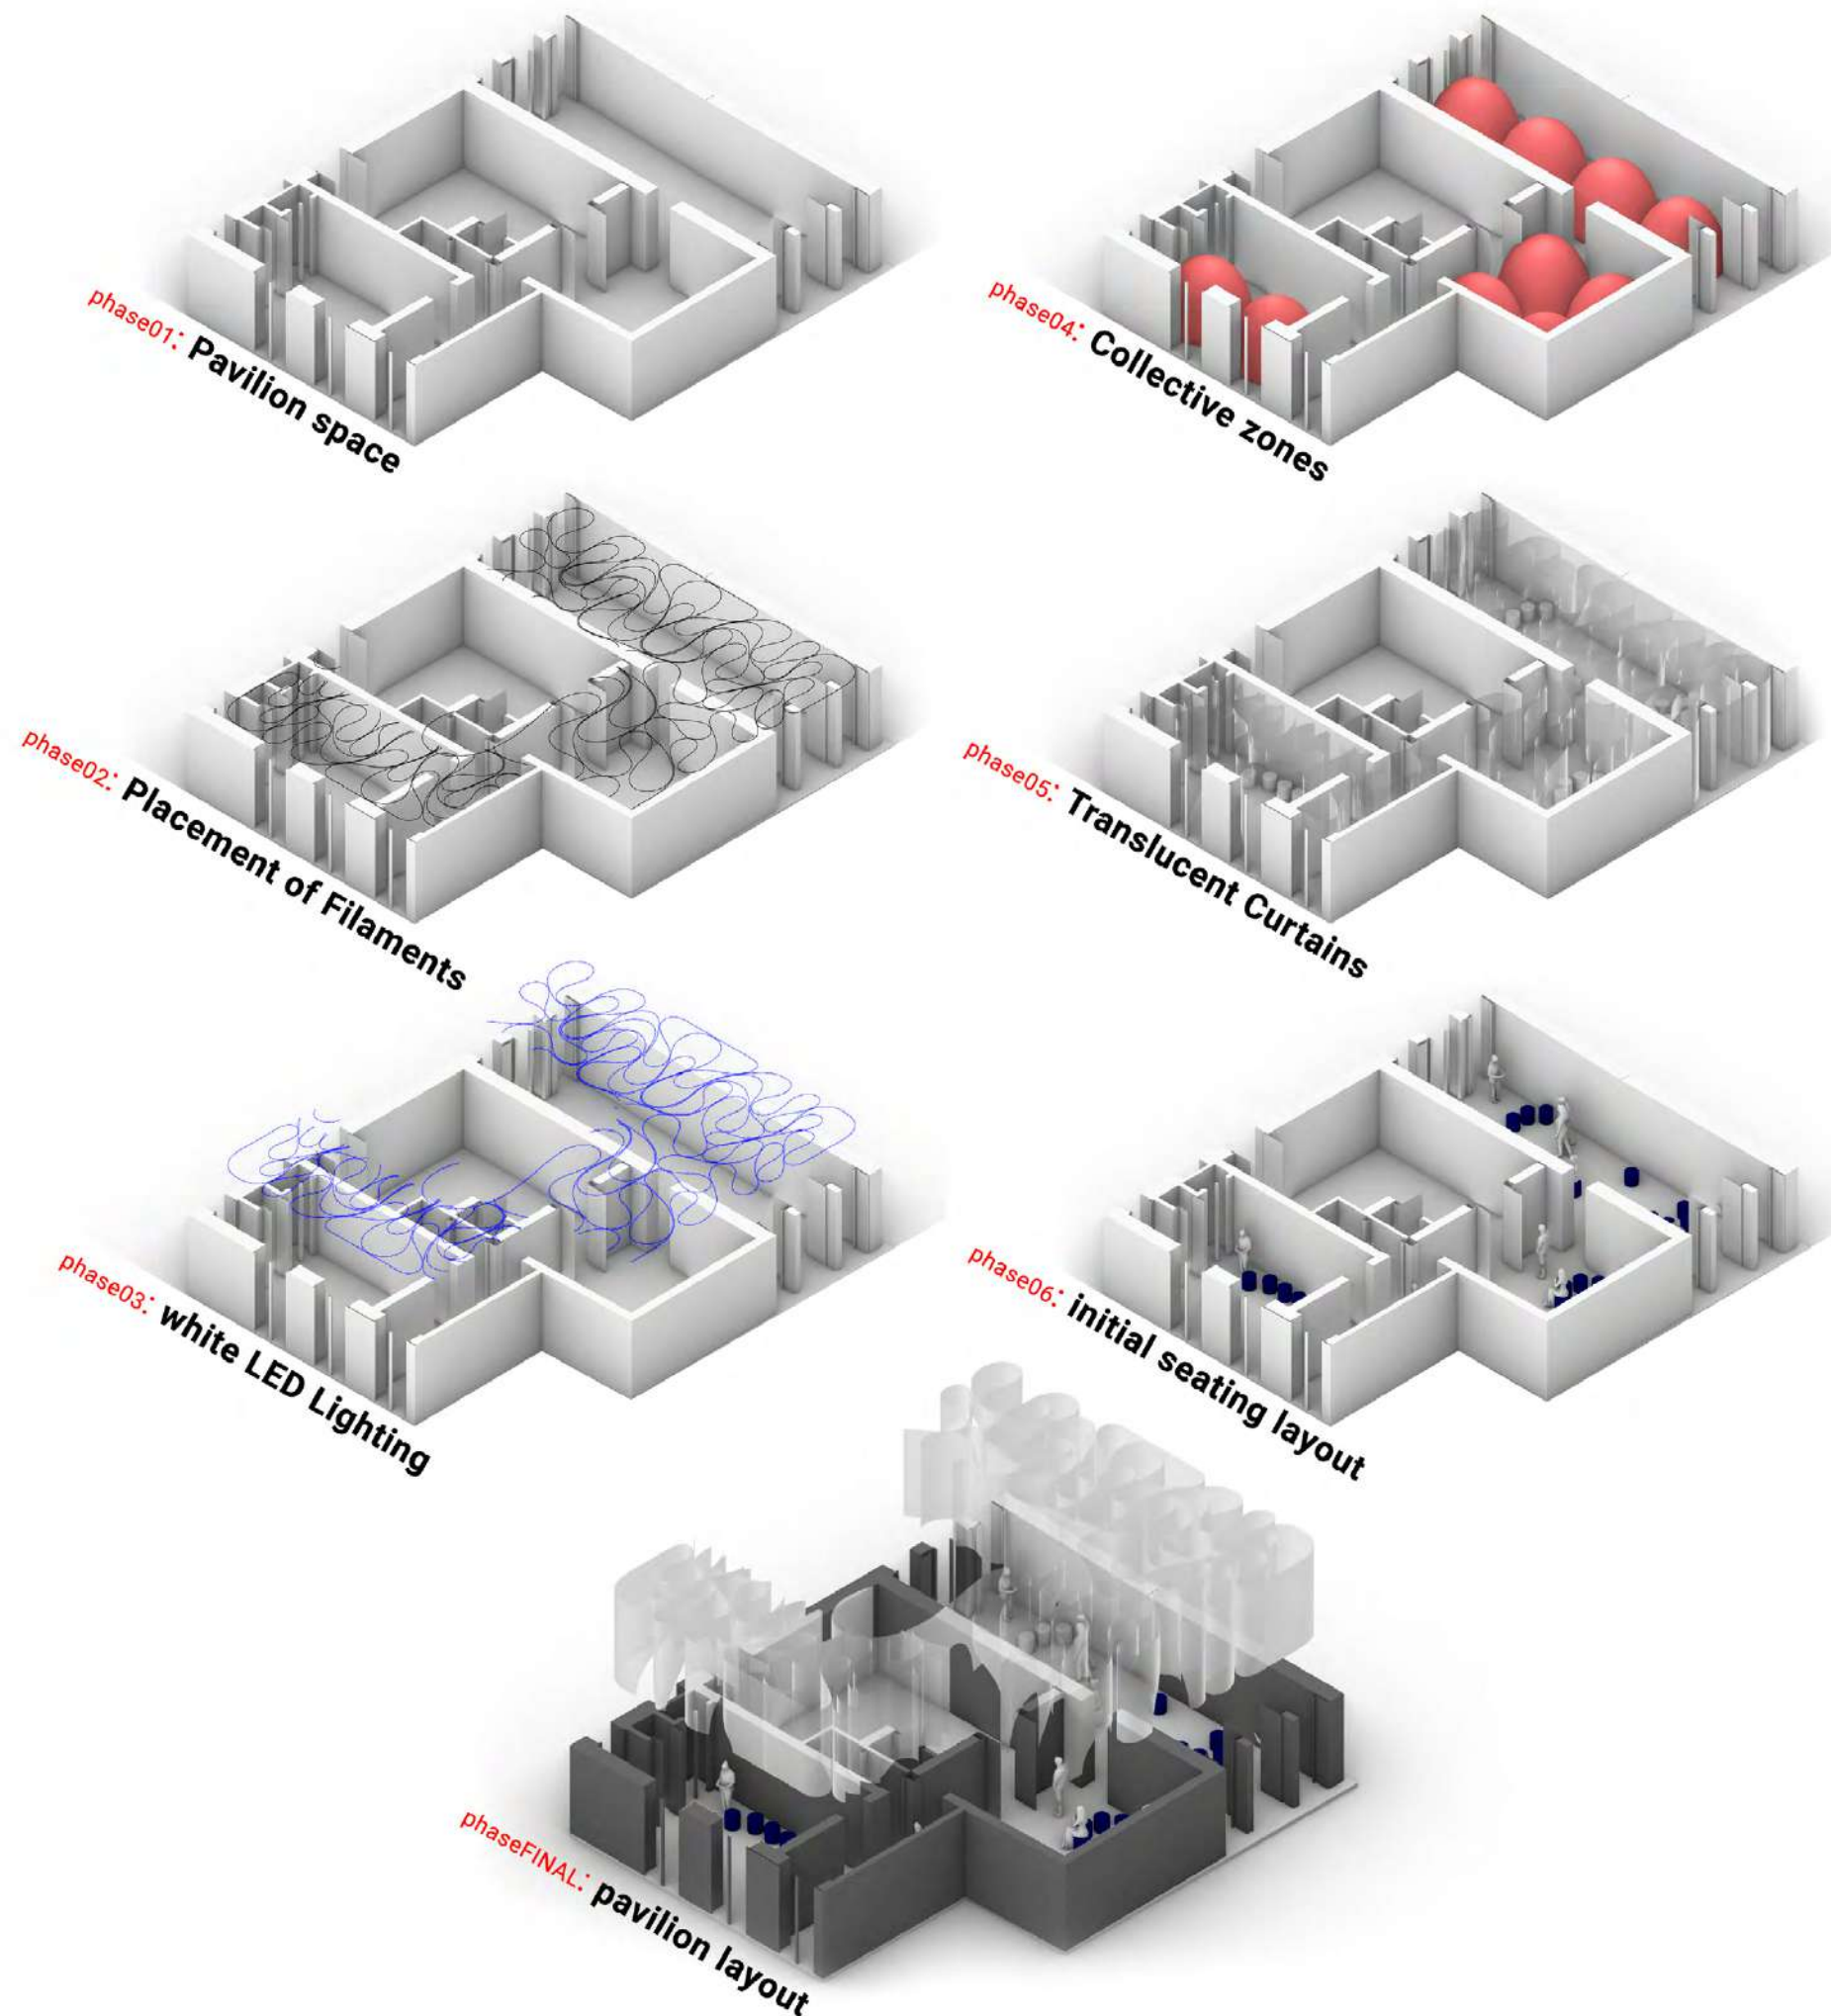 phase01: Pavilion space
phase04: Collective zones
phase02: Placement of Filaments
phase05: Translucent Curtains
phase03: white LED Lighting
phase06: initial seating layout
phaseFINAL: pavilion layout